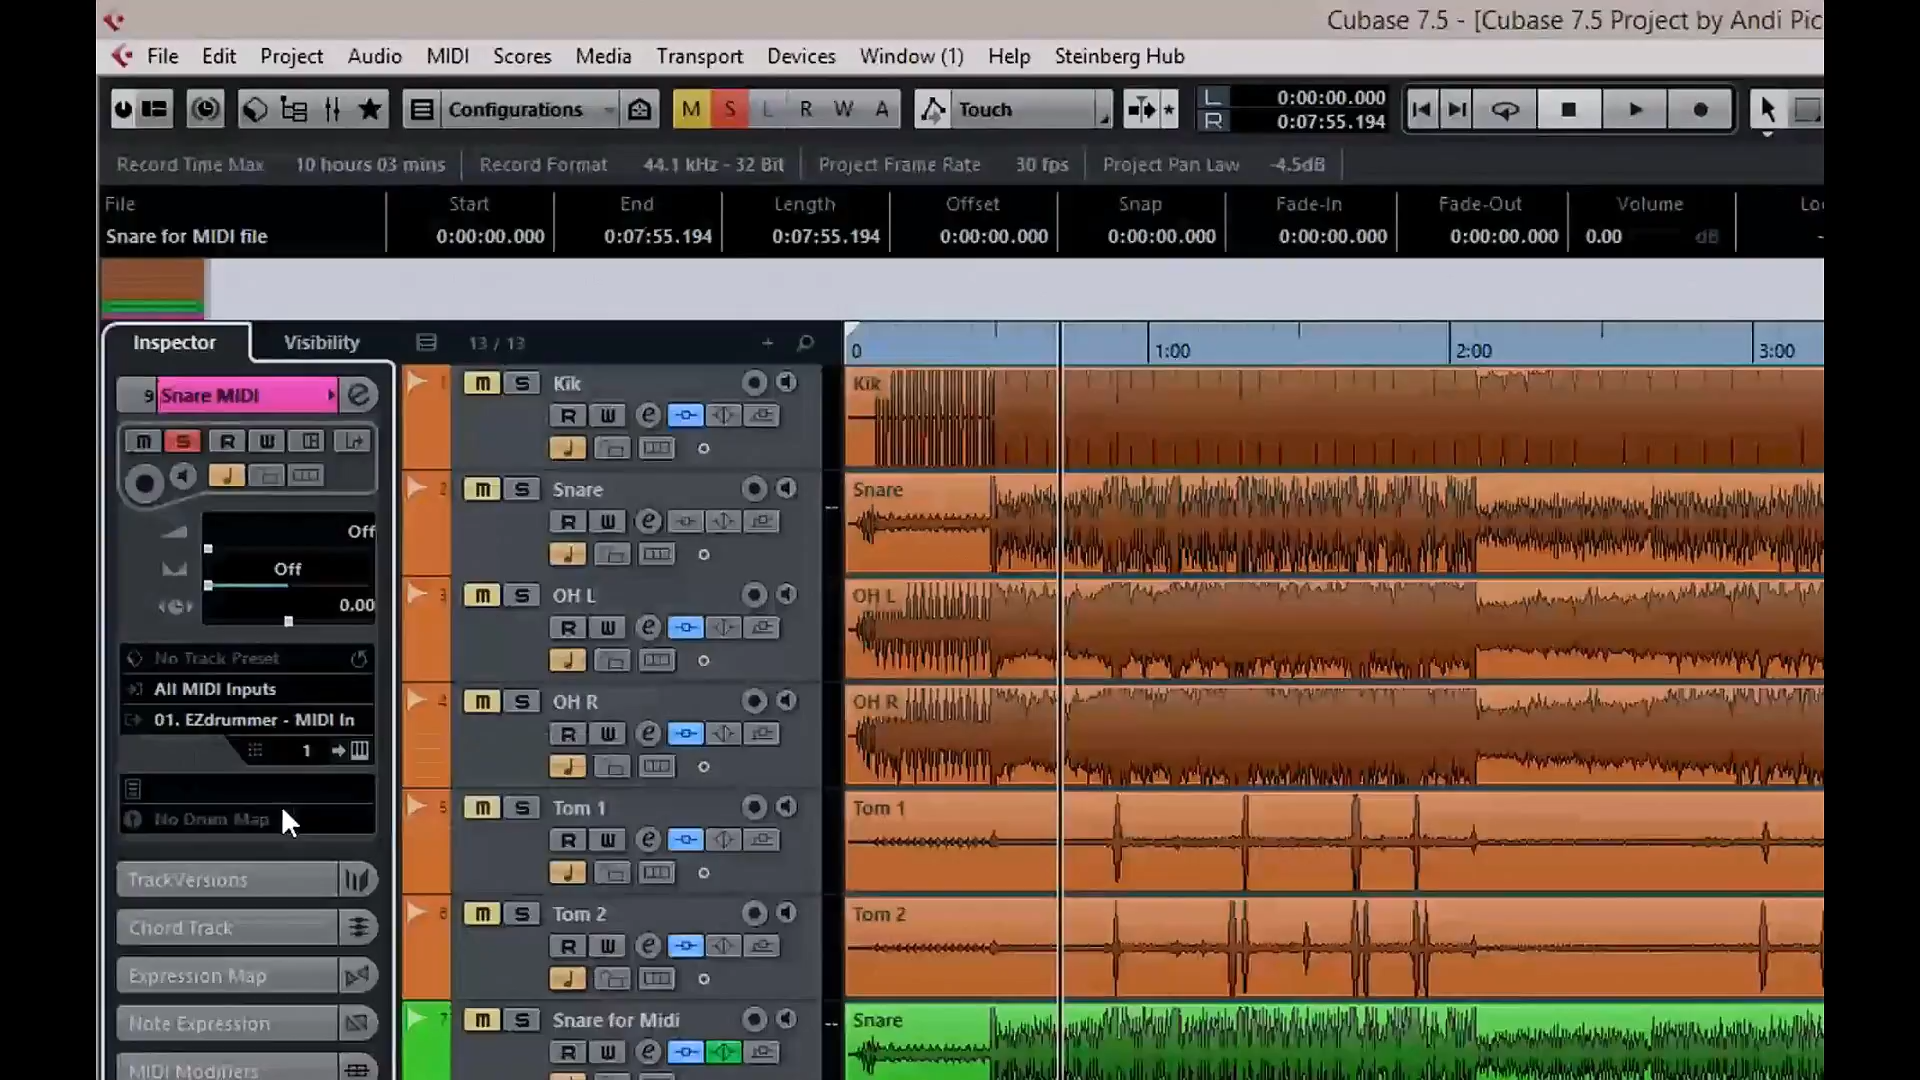 Cubase 7.5 - [Cubase 7.5 Project by Andi Pic
File Edit Project Audio MIDI Scores Media Transport Devices Window (1) Help Steinberg Hub
Configurations M S L R W A Touch L 0:00:00.000
R 0:07:55.194
Record Time Max 10 hours 03 mins Record Format 44.1 kHz - 32 Bit Project Frame Rate 30 fps Project Pan Law -4.5dB
File Start End Length Offset Snap Fade-In Fade-Out Volume Lo
Snare for MIDI file 0:00:00.000 0:07:55.194 0:07:55.194 0:00:00.000 0:00:00.000 0:00:00.000 0:00:00.000 0.00 dB -
Inspector Visibility 13 / 13 +
0 1:00 2:00 3:00
9 Snare MIDI
m S R W
Off
Off
0.00
No Track Preset
All MIDI Inputs
01. EZdrummer - MIDI In
1
No Drum Map
TrackVersions
Chord Track
Expression Map
Note Expression
MIDI Modifiers
1 m S Kik
R W e
Kik
2 m S Snare
R W e
Snare
3 m S OH L
R W e
OH L
4 m S OH R
R W e
OH R
5 m S Tom 1
R W e
Tom 1
6 m S Tom 2
R W e
Tom 2
7 m S Snare for Midi
R W e
Snare